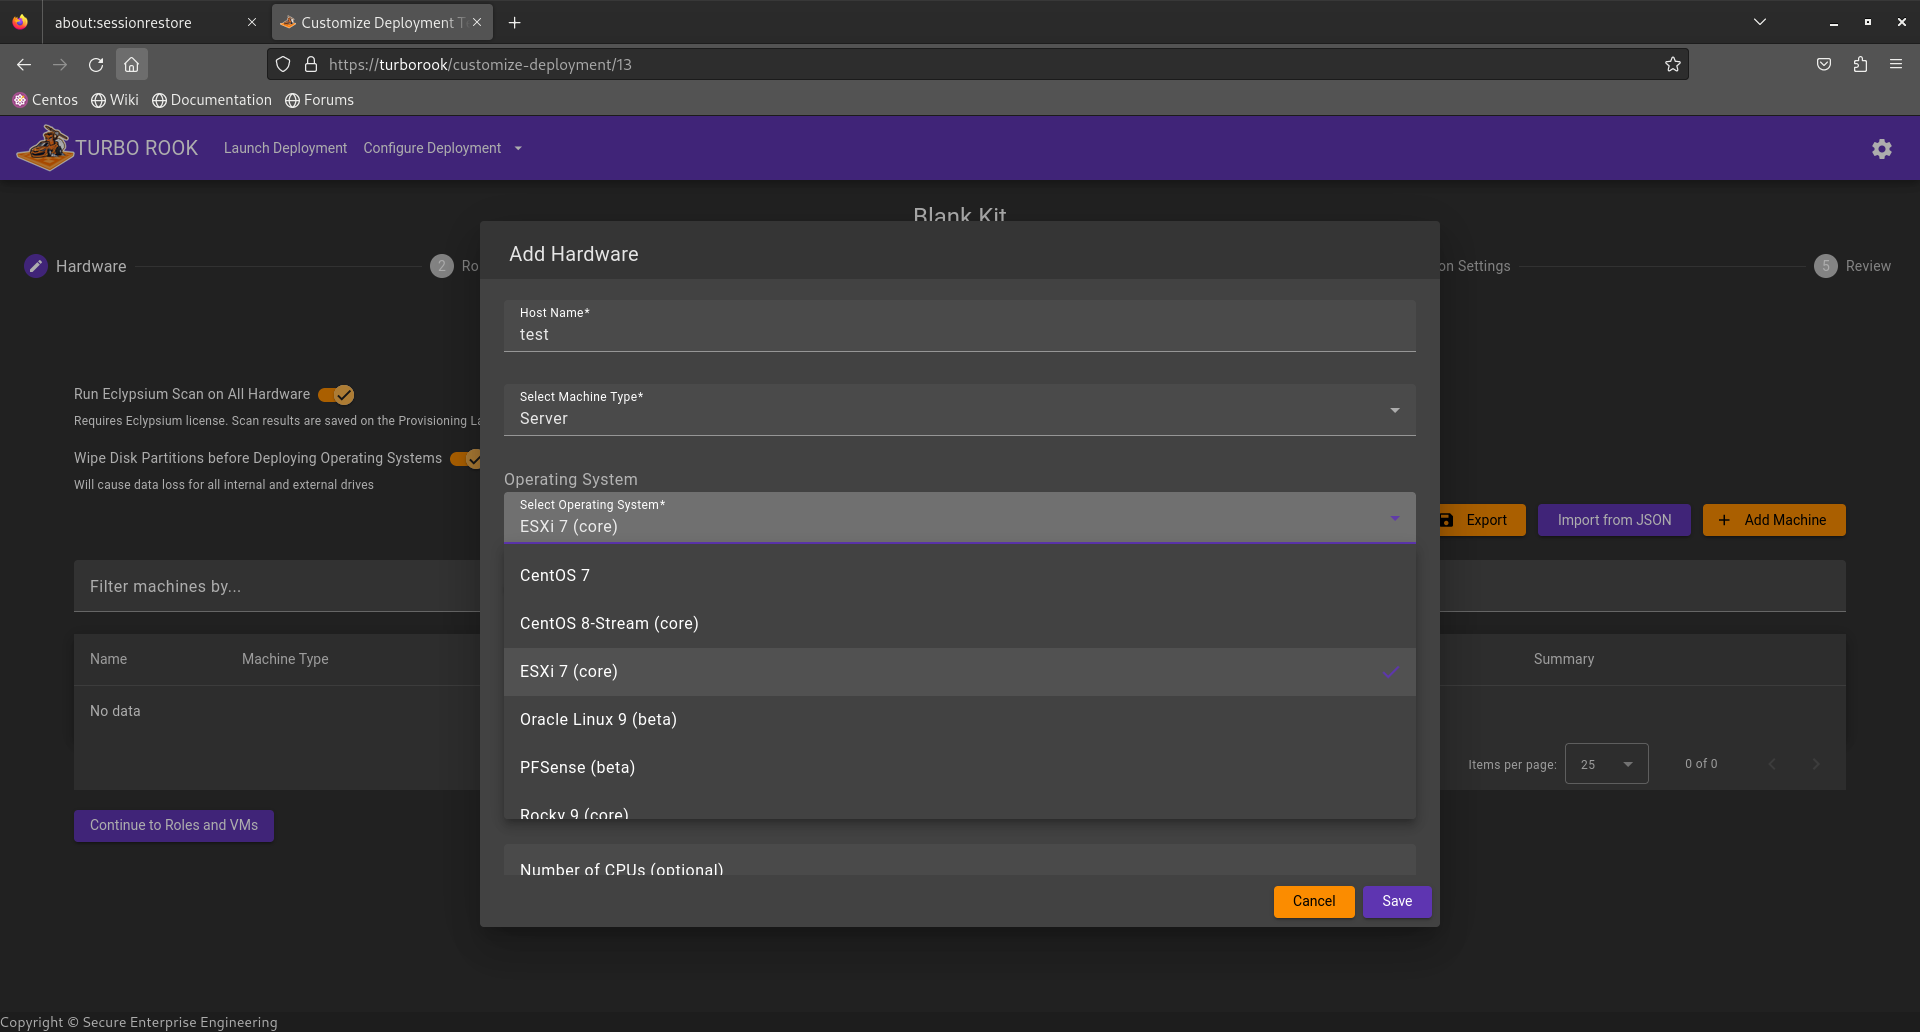 about:sessionrestore
Customize Deployment T
https://turborook/customize-deployment/13
Centos Wiki Documentation Forums
TURBO ROOK Launch Deployment Configure Deployment
Blank Kit
Hardware 2 Ro on Settings 5 Review
Add Hardware
Host Name*
test
Select Machine Type*
Server
Run Eclypsium Scan on All Hardware
Requires Eclypsium license. Scan results are saved on the Provisioning La
Wipe Disk Partitions before Deploying Operating Systems
Will cause data loss for all internal and external drives
Operating System
Select Operating System*
ESXi 7 (core)
Export Import from JSON + Add Machine
CentOS 7
CentOS 8-Stream (core)
ESXi 7 (core)
Oracle Linux 9 (beta)
PFSense (beta)
Rocky 9 (core)
Filter machines by...
Name Machine Type Summary
No data
Items per page: 25 0 of 0
Continue to Roles and VMs
Number of CPUs (optional)
Cancel Save
Copyright © Secure Enterprise Engineering